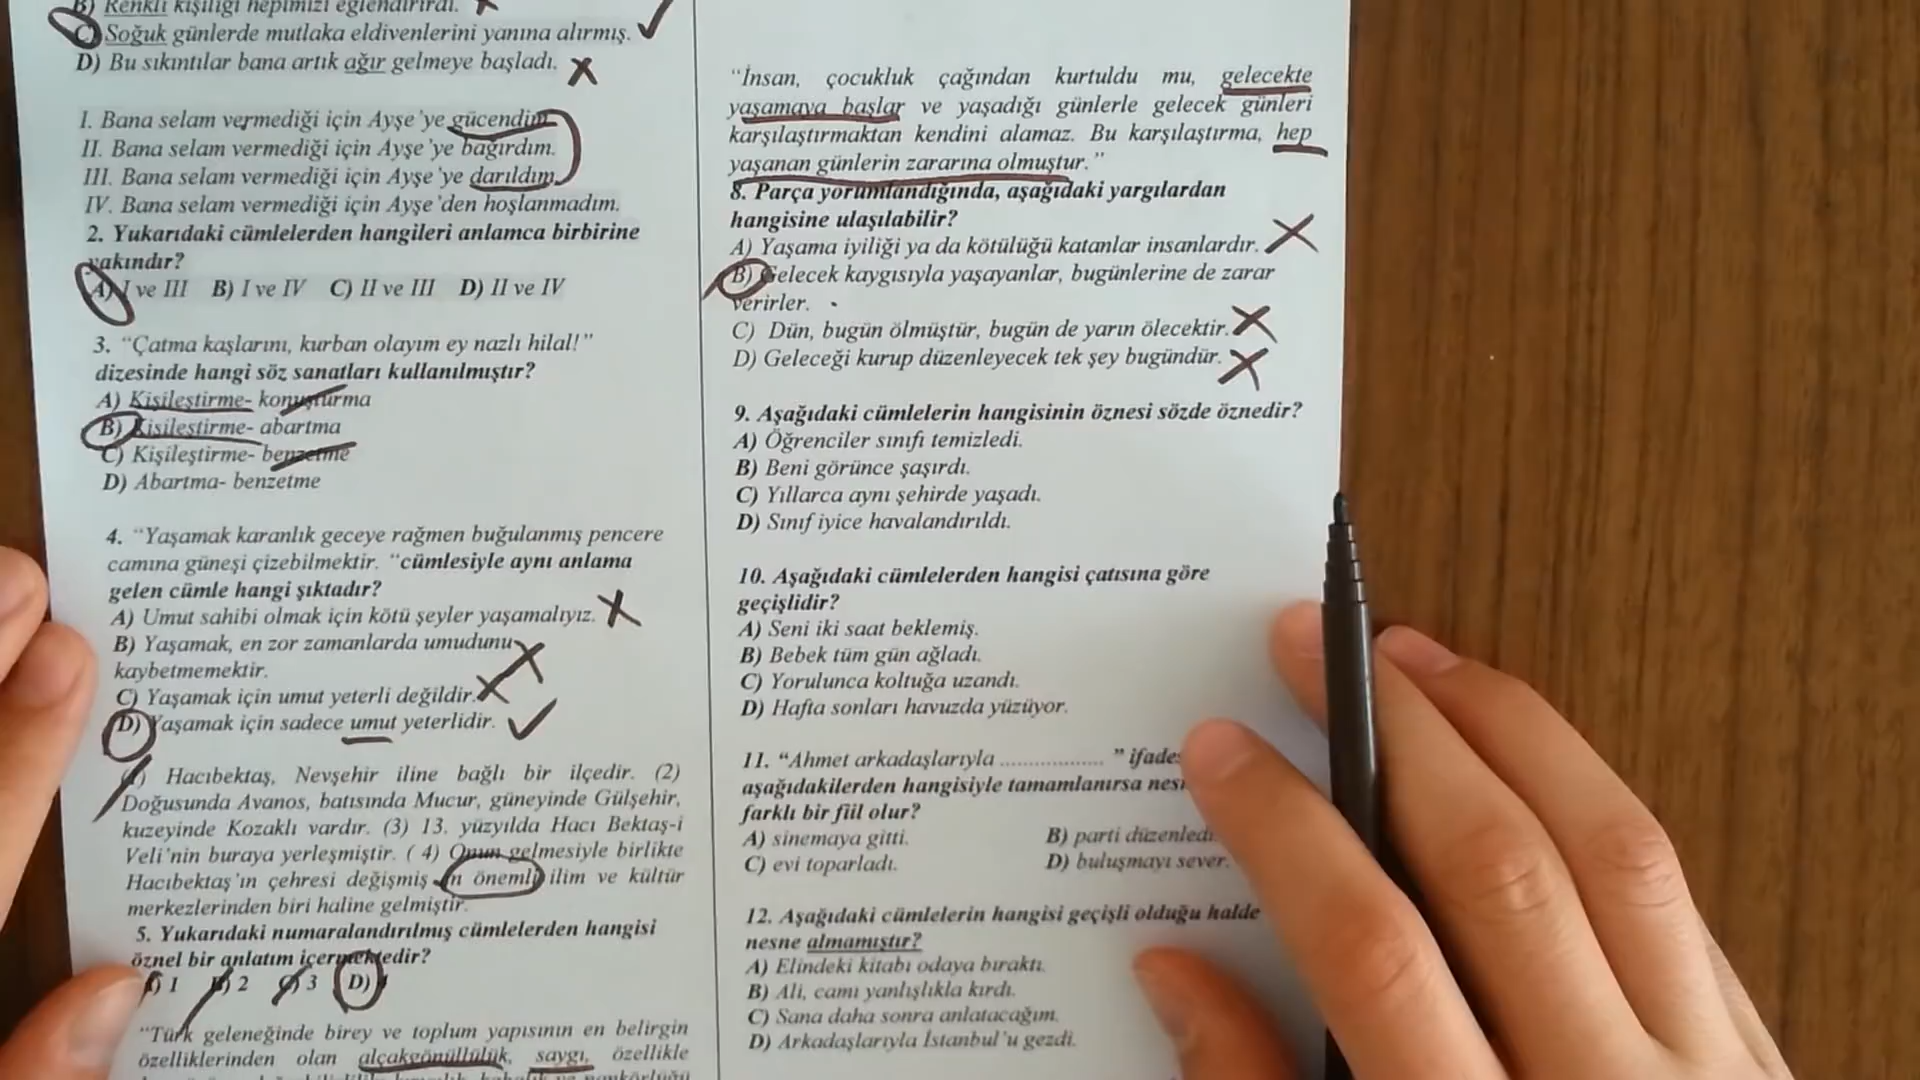 B) Renkli kişiliği hepimizi eğlendirirdi.
C) Soğuk günlerde mutlaka eldivenlerini yanına alırmış.
D) Bu sıkıntılar bana artık ağır gelmeye başladı.
I. Bana selam vermediği için Ayşe'ye gücendim.
II. Bana selam vermediği için Ayşe'ye bağırdım.
III. Bana selam vermediği için Ayşe'ye darıldım.
IV. Bana selam vermediği için Ayşe'den hoşlanmadım.
2. Yukarıdaki cümlelerden hangileri anlamca birbirine
yakındır?
A) I ve III B) I ve IV C) II ve III D) II ve IV
3. "Çatma kaşlarını, kurban olayım ey nazlı hilal!"
dizesinde hangi söz sanatları kullanılmıştır?
A) Kişileştirme- konuşturma
B) Kişileştirme- abartma
C) Kişileştirme- benzetme
D) Abartma- benzetme
4. "Yaşamak karanlık geceye rağmen buğulanmış pencere
camına güneşi çizebilmektir. "cümlesiyle aynı anlama
gelen cümle hangi şıktadır?
A) Umut sahibi olmak için kötü şeyler yaşamalıyız.
B) Yaşamak, en zor zamanlarda umudunu
kaybetmemektir.
C) Yaşamak için umut yeterli değildir.
D) Yaşamak için sadece umut yeterlidir.
(1) Hacıbektaş, Nevşehir iline bağlı bir ilçedir. (2)
Doğusunda Avanos, batısında Mucur, güneyinde Gülşehir,
kuzeyinde Kozaklı vardır. (3) 13. yüzyılda Hacı Bektaş-i
Veli'nin buraya yerleşmiştir. ( 4) Onun gelmesiyle birlikte
Hacıbektaş'ın çehresi değişmiş en önemli ilim ve kültür
merkezlerinden biri haline gelmiştir.
5. Yukarıdaki numaralandırılmış cümlelerden hangisi
öznel bir anlatım içermektedir?
A) 1 B) 2 C) 3 D) 4
"Türk geleneğinde birey ve toplum yapısının en belirgin
özelliklerinden olan alçakgönüllülük, saygı, özellikle
"İnsan, çocukluk çağından kurtuldu mu, gelecekte
yaşamaya başlar ve yaşadığı günlerle gelecek günleri
karşılaştırmaktan kendini alamaz. Bu karşılaştırma, hep
yaşanan günlerin zararına olmuştur."
8. Parça yorumlandığında, aşağıdaki yargılardan
hangisine ulaşılabilir?
A) Yaşama iyiliği ya da kötülüğü katanlar insanlardır.
B) Gelecek kaygısıyla yaşayanlar, bugünlerine de zarar
verirler.
C) Dün, bugün ölmüştür, bugün de yarın ölecektir.
D) Geleceği kurup düzenleyecek tek şey bugündür.
9. Aşağıdaki cümlelerin hangisinin öznesi sözde öznedir?
A) Öğrenciler sınıfı temizledi.
B) Beni görünce şaşırdı.
C) Yıllarca aynı şehirde yaşadı.
D) Sınıf iyice havalandırıldı.
10. Aşağıdaki cümlelerden hangisi çatısına göre
geçişlidir?
A) Seni iki saat beklemiş.
B) Bebek tüm gün ağladı.
C) Yorulunca koltuğa uzandı.
D) Hafta sonları havuzda yüzüyor.
11. "Ahmet arkadaşlarıyla .................. " ifades
aşağıdakilerden hangisiyle tamamlanırsa nesn
farklı bir fiil olur?
A) sinemaya gitti. B) parti düzenledi.
C) evi toparladı. D) buluşmayı sever.
12. Aşağıdaki cümlelerin hangisi geçişli olduğu halde
nesne almamıştır?
A) Elindeki kitabı odaya bıraktı.
B) Ali, camı yanlışlıkla kırdı.
C) Sana daha sonra anlatacağım.
D) Arkadaşlarıyla İstanbul'u gezdi.